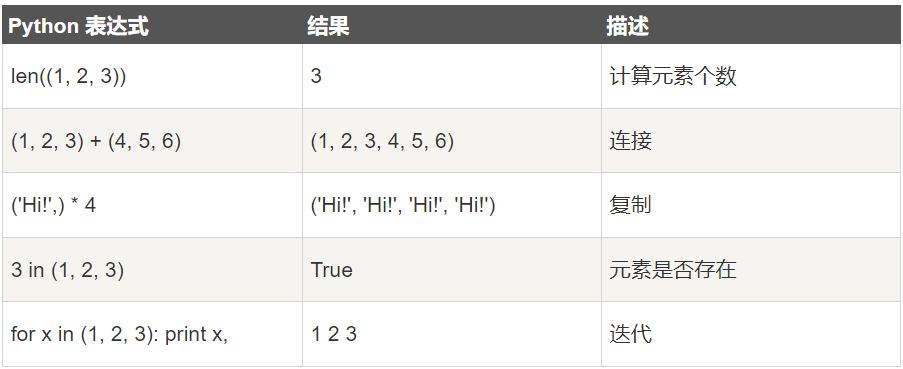 Python 表达式 结果 描述
len((1, 2, 3)) 3 计算元素个数
(1, 2, 3) + (4, 5, 6) (1, 2, 3, 4, 5, 6) 连接
('Hi!',) * 4 ('Hi!', 'Hi!', 'Hi!', 'Hi!') 复制
3 in (1, 2, 3) True 元素是否存在
for x in (1, 2, 3): print x, 1 2 3 迭代